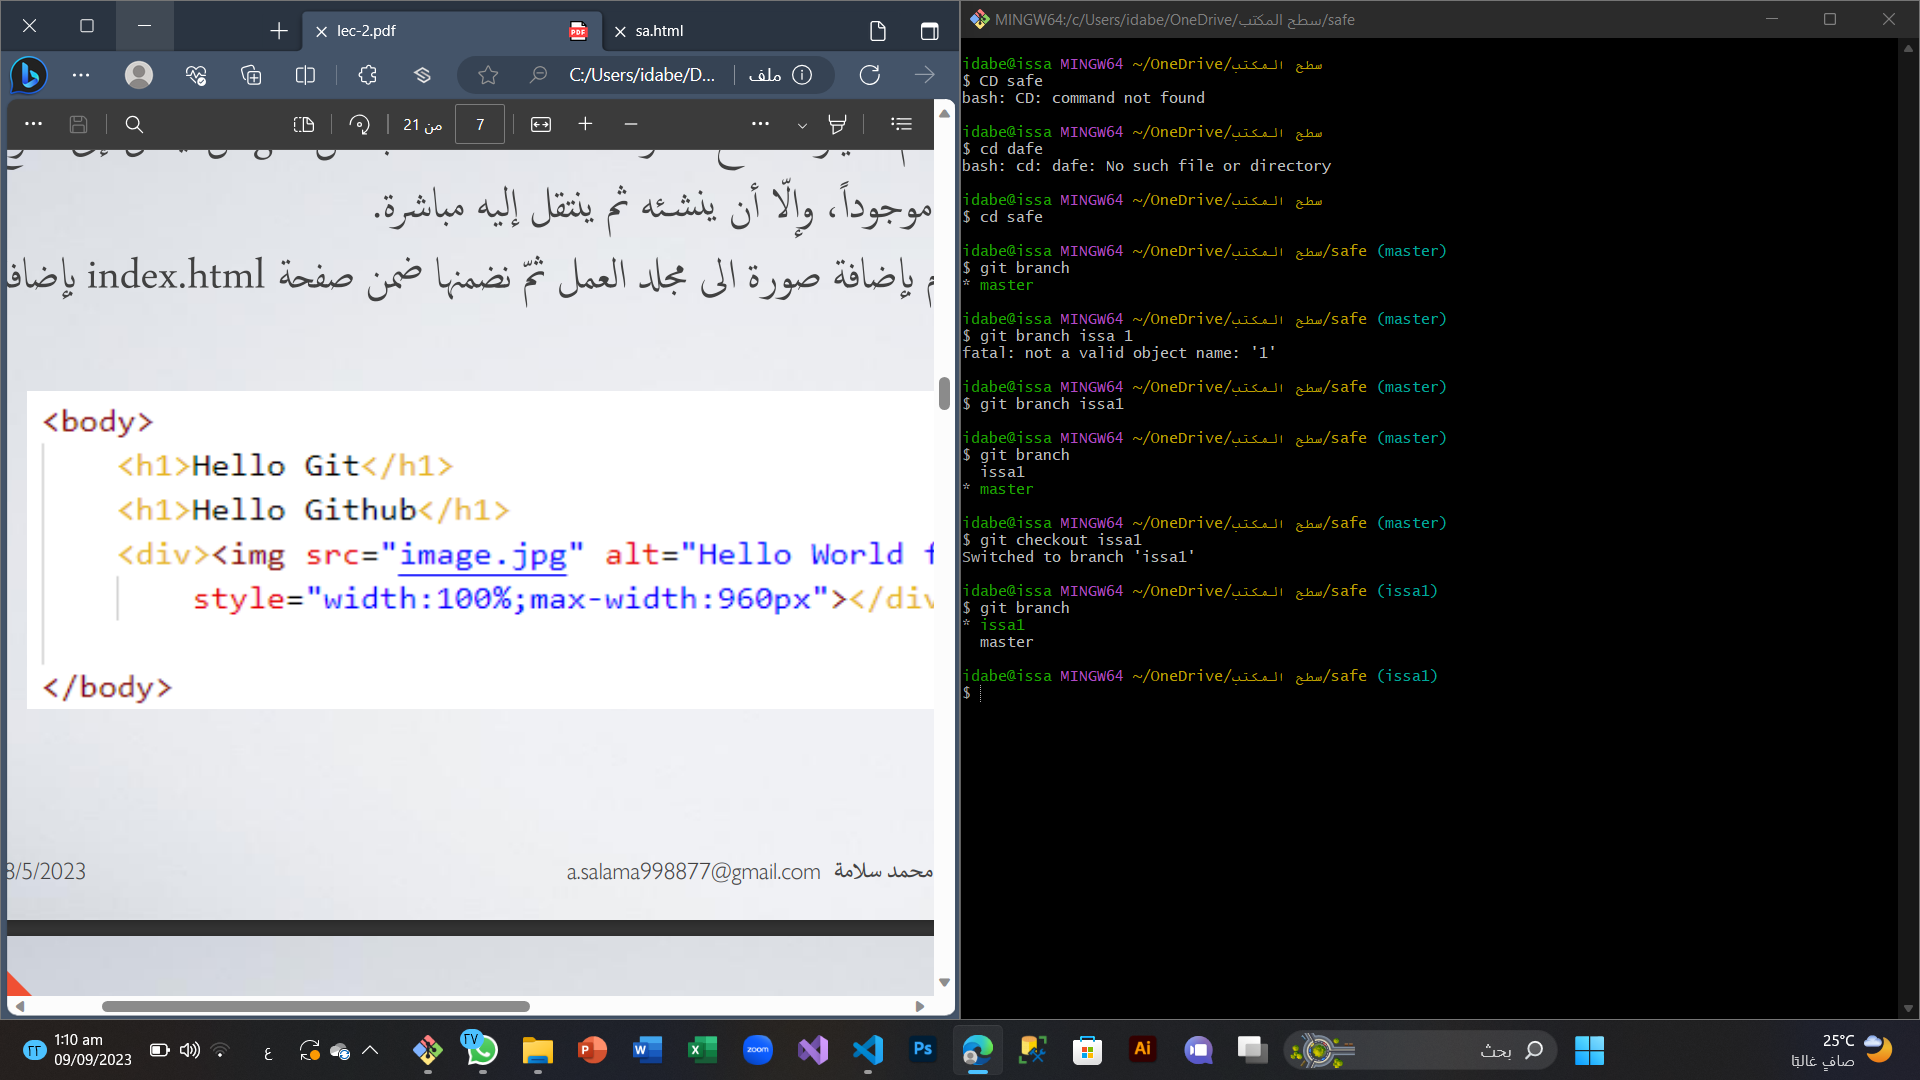 lec-2.pdf
sa.html
C:/Users/idabe/D...
ملف
من 21
7
موجوداً، وإلّا أن ينشئه ثم ينتقل إليه مباشرة.
بإضافة صورة الى مجلد العمل ثمّ نضمنها ضمن صفحة index.html
<body>
<h1>Hello Git</h1>
<h1>Hello Github</h1>
<div><img src="image.jpg" alt="Hello World f
style="width:100%;max-width:960px"></div
</body>
8/5/2023
a.salama998877@gmail.com
محمد سلامة
MINGW64:/c/Users/idabe/OneDrive/سطح المكتب/safe
idabe@issa MINGW64 ~/OneDrive/سطح المكتب
$ CD safe
bash: CD: command not found
idabe@issa MINGW64 ~/OneDrive/سطح المكتب
$ cd dafe
bash: cd: dafe: No such file or directory
idabe@issa MINGW64 ~/OneDrive/سطح المكتب
$ cd safe
idabe@issa MINGW64 ~/OneDrive/سطح المكتب/safe (master)
$ git branch
* master
idabe@issa MINGW64 ~/OneDrive/سطح المكتب/safe (master)
$ git branch issa 1
fatal: not a valid object name: '1'
idabe@issa MINGW64 ~/OneDrive/سطح المكتب/safe (master)
$ git branch issa1
idabe@issa MINGW64 ~/OneDrive/سطح المكتب/safe (master)
$ git branch
issa1
* master
idabe@issa MINGW64 ~/OneDrive/سطح المكتب/safe (master)
$ git checkout issa1
Switched to branch 'issa1'
idabe@issa MINGW64 ~/OneDrive/سطح المكتب/safe (issa1)
$ git branch
* issa1
master
idabe@issa MINGW64 ~/OneDrive/سطح المكتب/safe (issa1)
$
1:10 am
09/09/2023
٢٢
ع
٢٧
zoom
Ps
Ai
بحث
25°C
صافٍ غالبًا